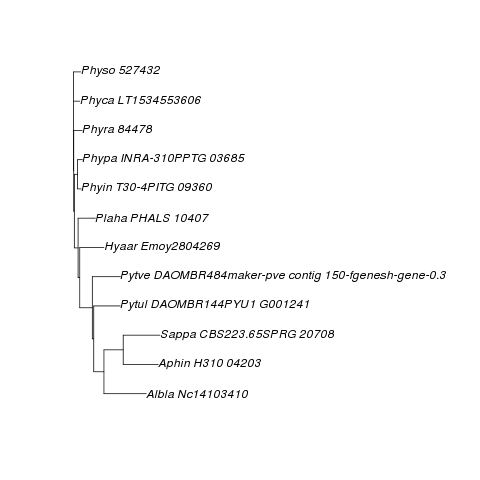 Physo 527432
Phyca LT1534553606
Phyra 84478
Phypa INRA-310PPTG 03685
Phyin T30-4PITG 09360
Plaha PHALS 10407
Hyaar Emoy2804269
Pytve DAOMBR484maker-pve contig 150-fgenesh-gene-0.3
Pytul DAOMBR144PYU1 G001241
Sappa CBS223.65SPRG 20708
Aphin H310 04203
Albla Nc14103410